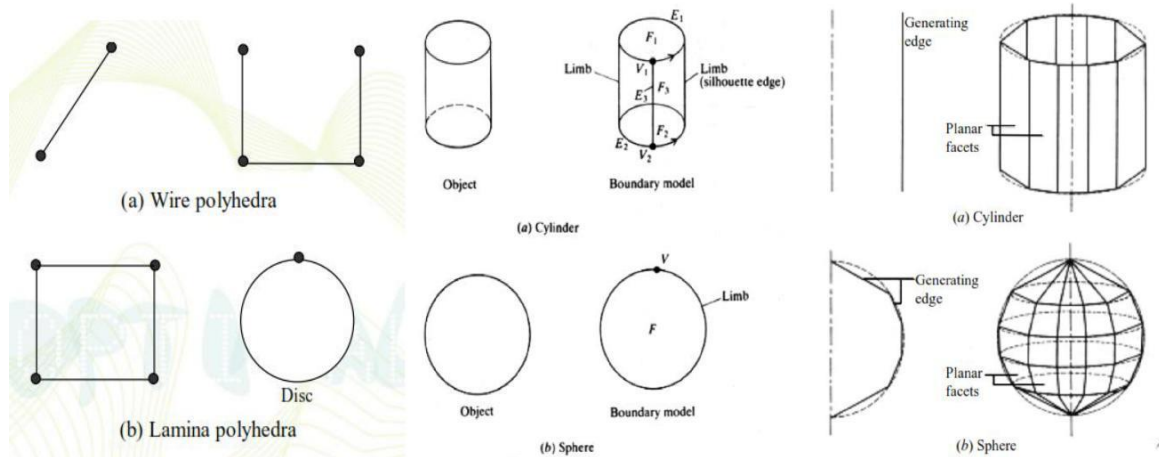 (a) Wire polyhedra
Disc
(b) Lamina polyhedra
Limb
E1
F1
V1
E3
F3
Limb
(silhouette edge)
E2
F2
V2
Object
Boundary model
(a) Cylinder
V
Limb
F
Object
Boundary model
(b) Sphere
Generating
edge
Planar
facets
(a) Cylinder
Generating
edge
Planar
facets
(b) Sphere